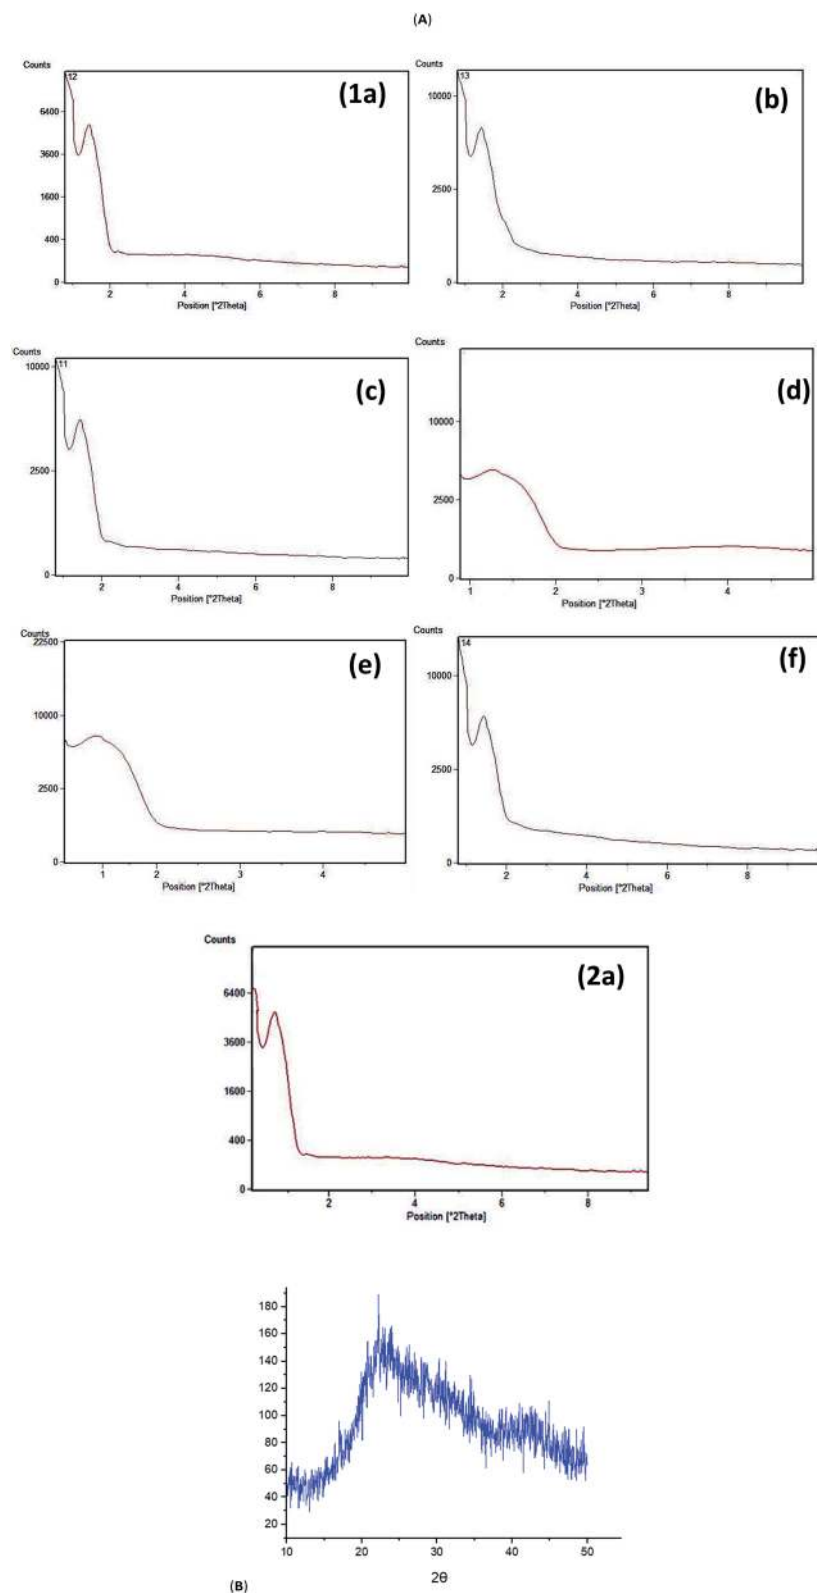 (A)
Counts
12
(1a)
6400
3600
1600
400
0
2
4
6
8
Position [°2Theta]
Counts
13
(b)
10000
2500
0
2
4
6
8
Position [°2Theta]
Counts
11
(c)
10000
2500
0
2
4
6
8
Position [°2Theta]
Counts
(d)
10000
2500
0
1
2
3
4
Position [°2Theta]
Counts
22500
(e)
10000
2500
0
1
2
3
4
Position [°2Theta]
Counts
14
(f)
10000
2500
0
2
4
6
8
Position [°2Theta]
Counts
(2a)
6400
3600
1600
400
0
2
4
6
8
Position [°2Theta]
180
160
140
120
100
80
60
40
20
10 20 30 40 50
2θ
(B)